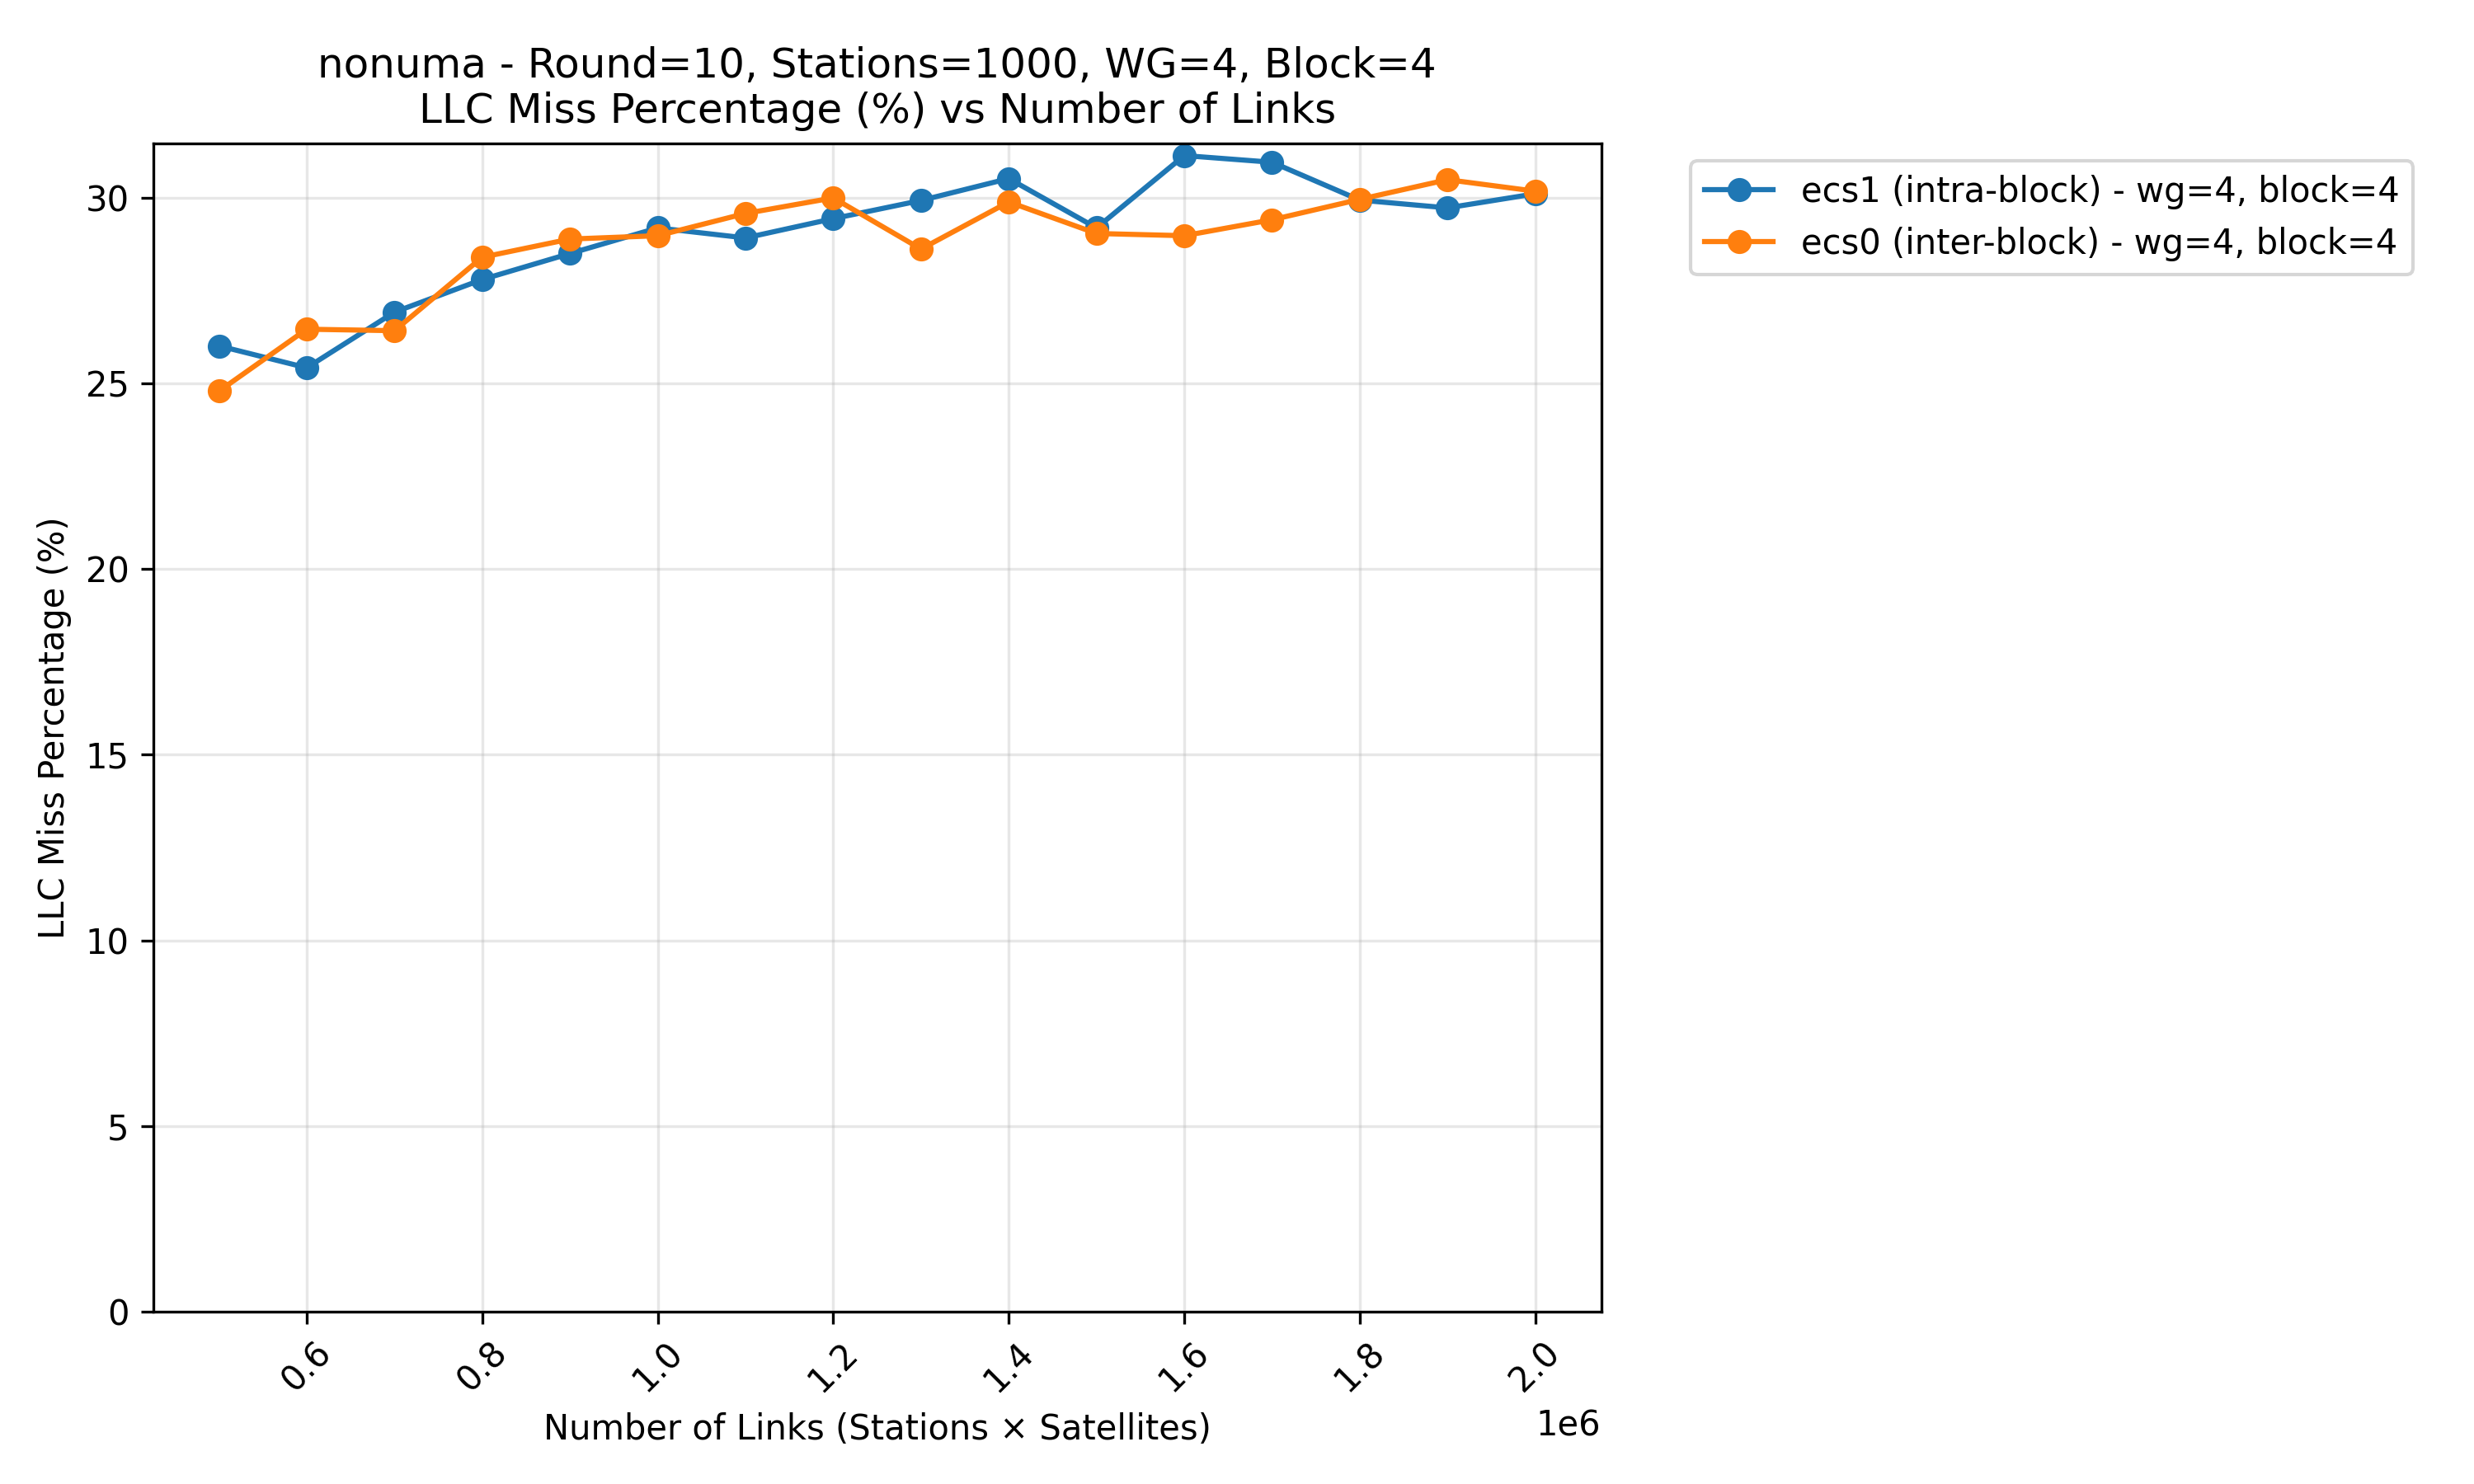 nonuma - Round=10, Stations=1000, WG=4, Block=4
LLC Miss Percentage (%) vs Number of Links
LLC Miss Percentage (%)
30
25
20
15
10
5
0
0.6
0.8
1.0
1.2
1.4
1.6
1.8
2.0
1e6
Number of Links (Stations × Satellites)
ecs1 (intra-block) - wg=4, block=4
ecs0 (inter-block) - wg=4, block=4